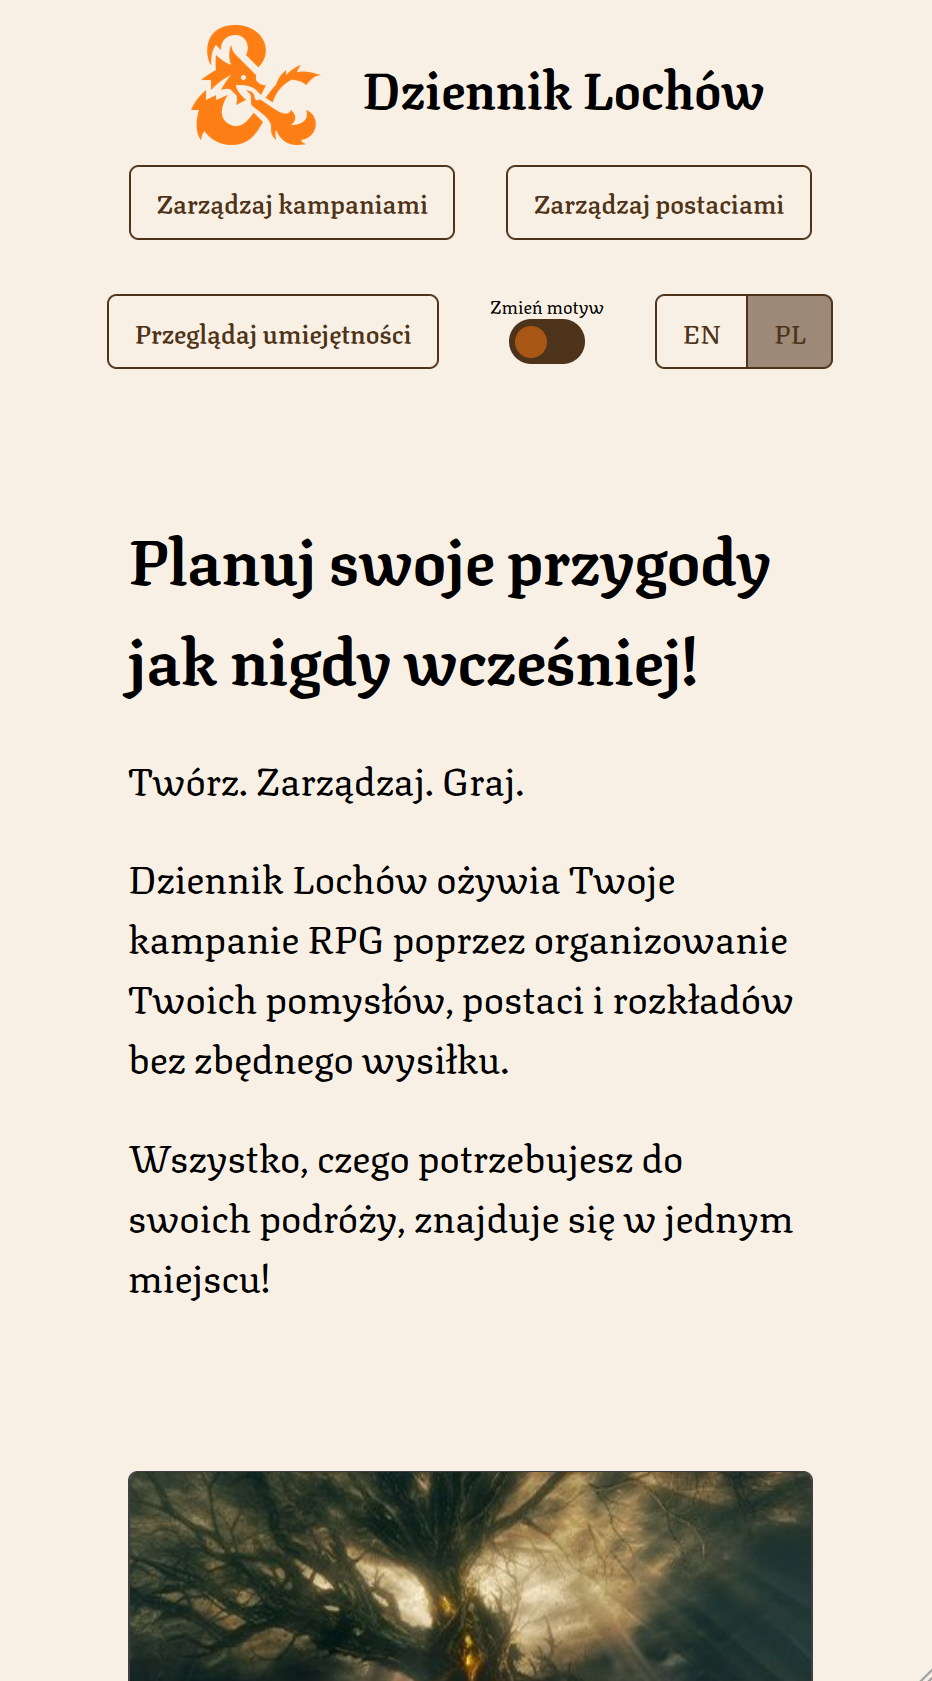 Dziennik Lochów
Zarządzaj kampaniami
Zarządzaj postaciami
Przeglądaj umiejętności
Zmień motyw
EN
PL
Planuj swoje przygody
jak nigdy wcześniej!
Twórz. Zarządzaj. Graj.
Dziennik Lochów ożywia Twoje
kampanie RPG poprzez organizowanie
Twoich pomysłów, postaci i rozkładów
bez zbędnego wysiłku.
Wszystko, czego potrzebujesz do
swoich podróży, znajduje się w jednym
miejscu!